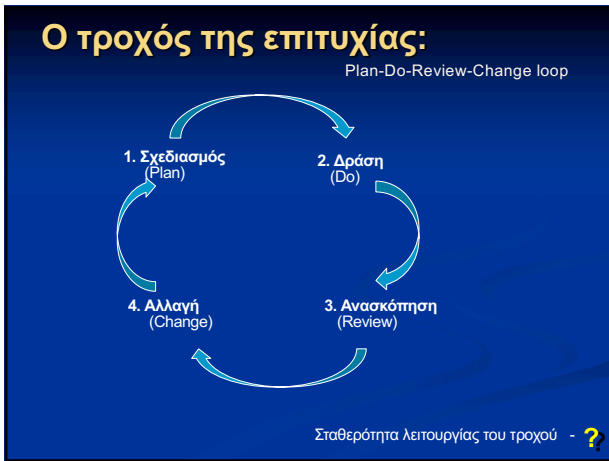 Ο τροχός της επιτυχίας:
Plan-Do-Review-Change loop
1. Σχεδιασμός
(Plan)
2. Δράση
(Do)
4. Αλλαγή
(Change)
3. Ανασκόπηση
(Review)
Σταθερότητα λειτουργίας του τροχού - ?